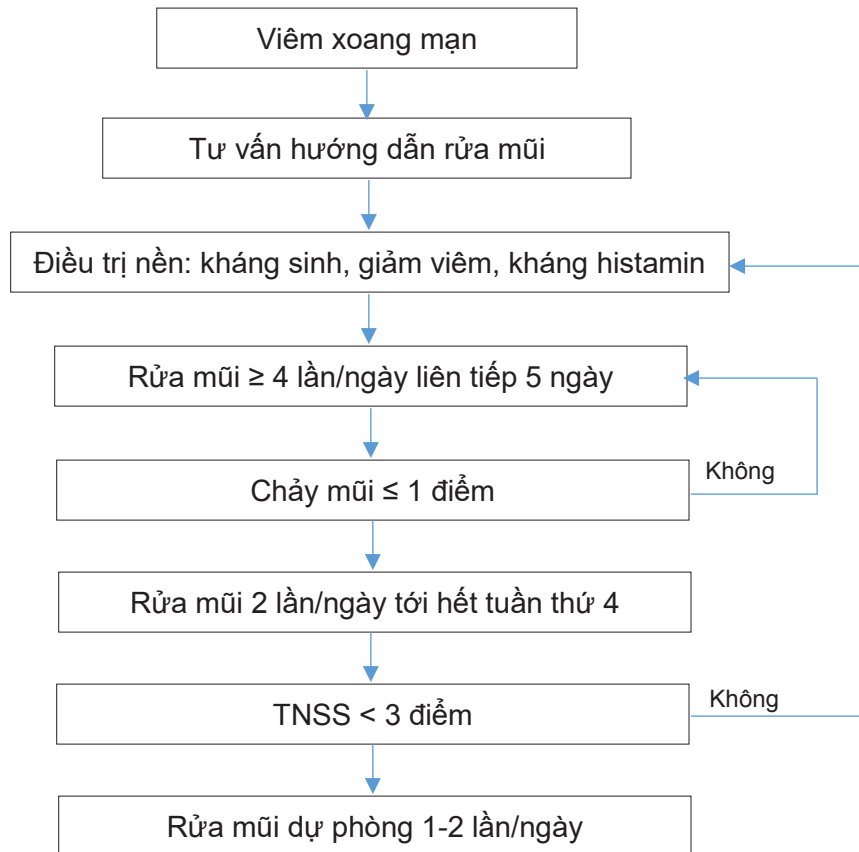 Viêm xoang mạn
Tư vấn hướng dẫn rửa mũi
Điều trị nền: kháng sinh, giảm viêm, kháng histamin
Rửa mũi ≥ 4 lần/ngày liên tiếp 5 ngày
Không
Chảy mũi ≤ 1 điểm
Rửa mũi 2 lần/ngày tới hết tuần thứ 4
Không
TNSS < 3 điểm
Rửa mũi dự phòng 1-2 lần/ngày